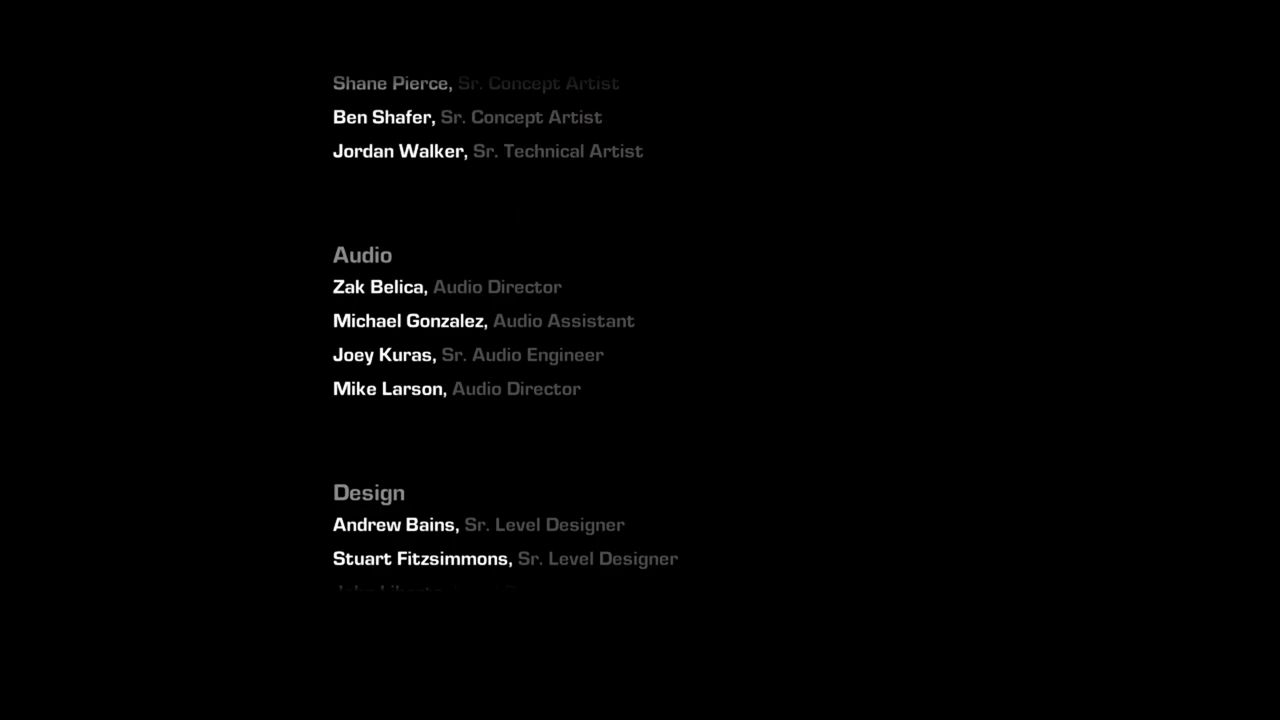 Shane Pierce, Sr. Concept Artist
Ben Shafer, Sr. Concept Artist
Jordan Walker, Sr. Technical Artist
Audio
Zak Belica, Audio Director
Michael Gonzalez, Audio Assistant
Joey Kuras, Sr. Audio Engineer
Mike Larson, Audio Director
Design
Andrew Bains, Sr. Level Designer
Stuart Fitzsimmons, Sr. Level Designer